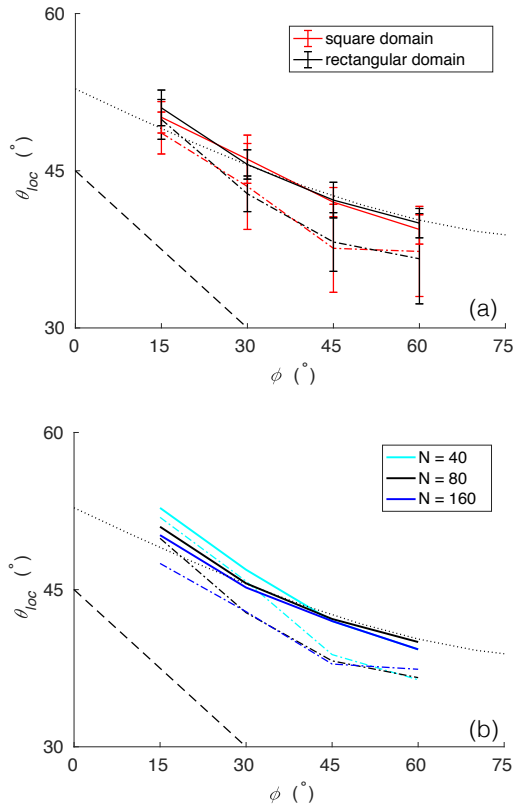 60
45
30
θloc (°)
square domain
rectangular domain
(a)
0 15 30 45 60 75
ϕ (°)
60
45
30
θloc (°)
N = 40
N = 80
N = 160
(b)
0 15 30 45 60 75
ϕ (°)